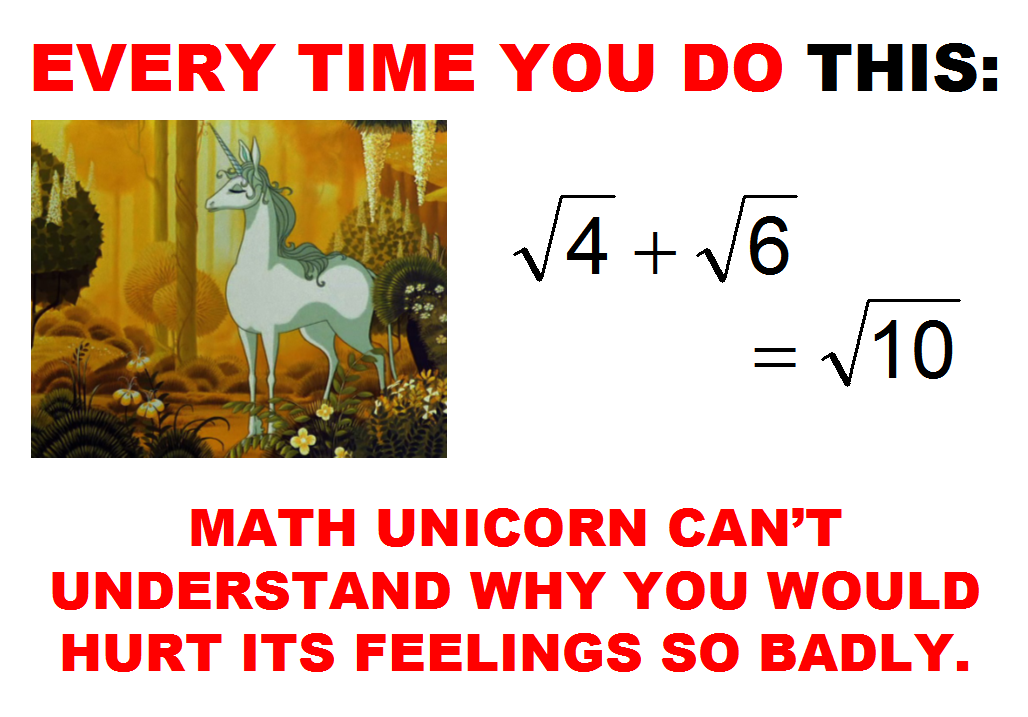 EVERY TIME YOU DO THIS:
√4 + √6
= √10
MATH UNICORN CAN’T
UNDERSTAND WHY YOU WOULD
HURT ITS FEELINGS SO BADLY.